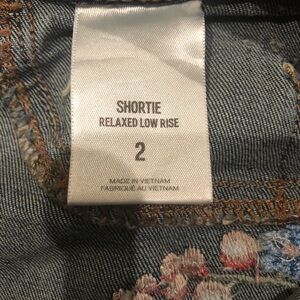 SHORTIE
RELAXED LOW RISE
2
MADE IN VIETNAM
FABRIQUÉ AU VIETNAM